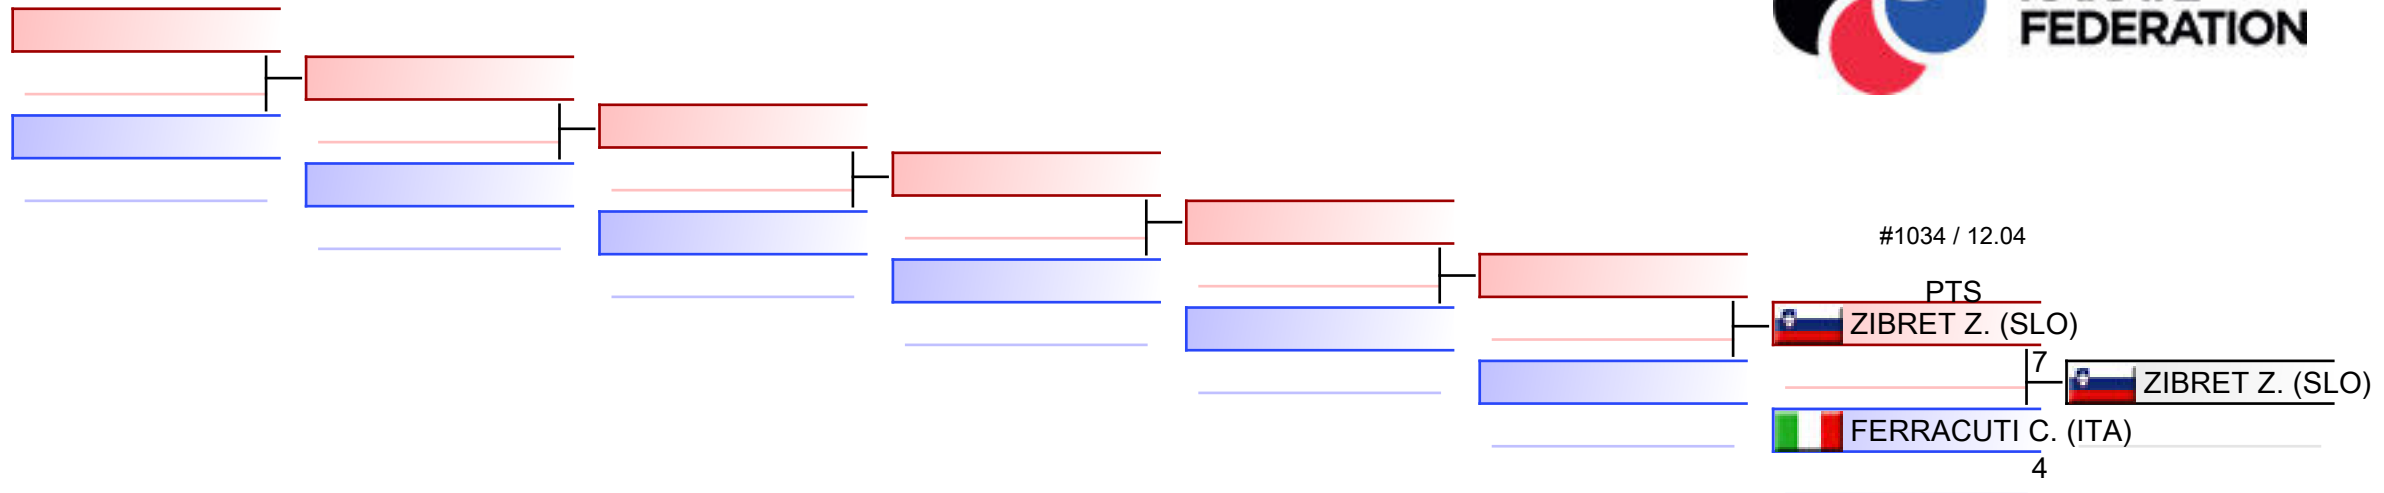 FEDERATION
#1034 / 12.04
PTS
ZIBRET Z. (SLO)
7
ZIBRET Z. (SLO)
FERRACUTI C. (ITA)
4